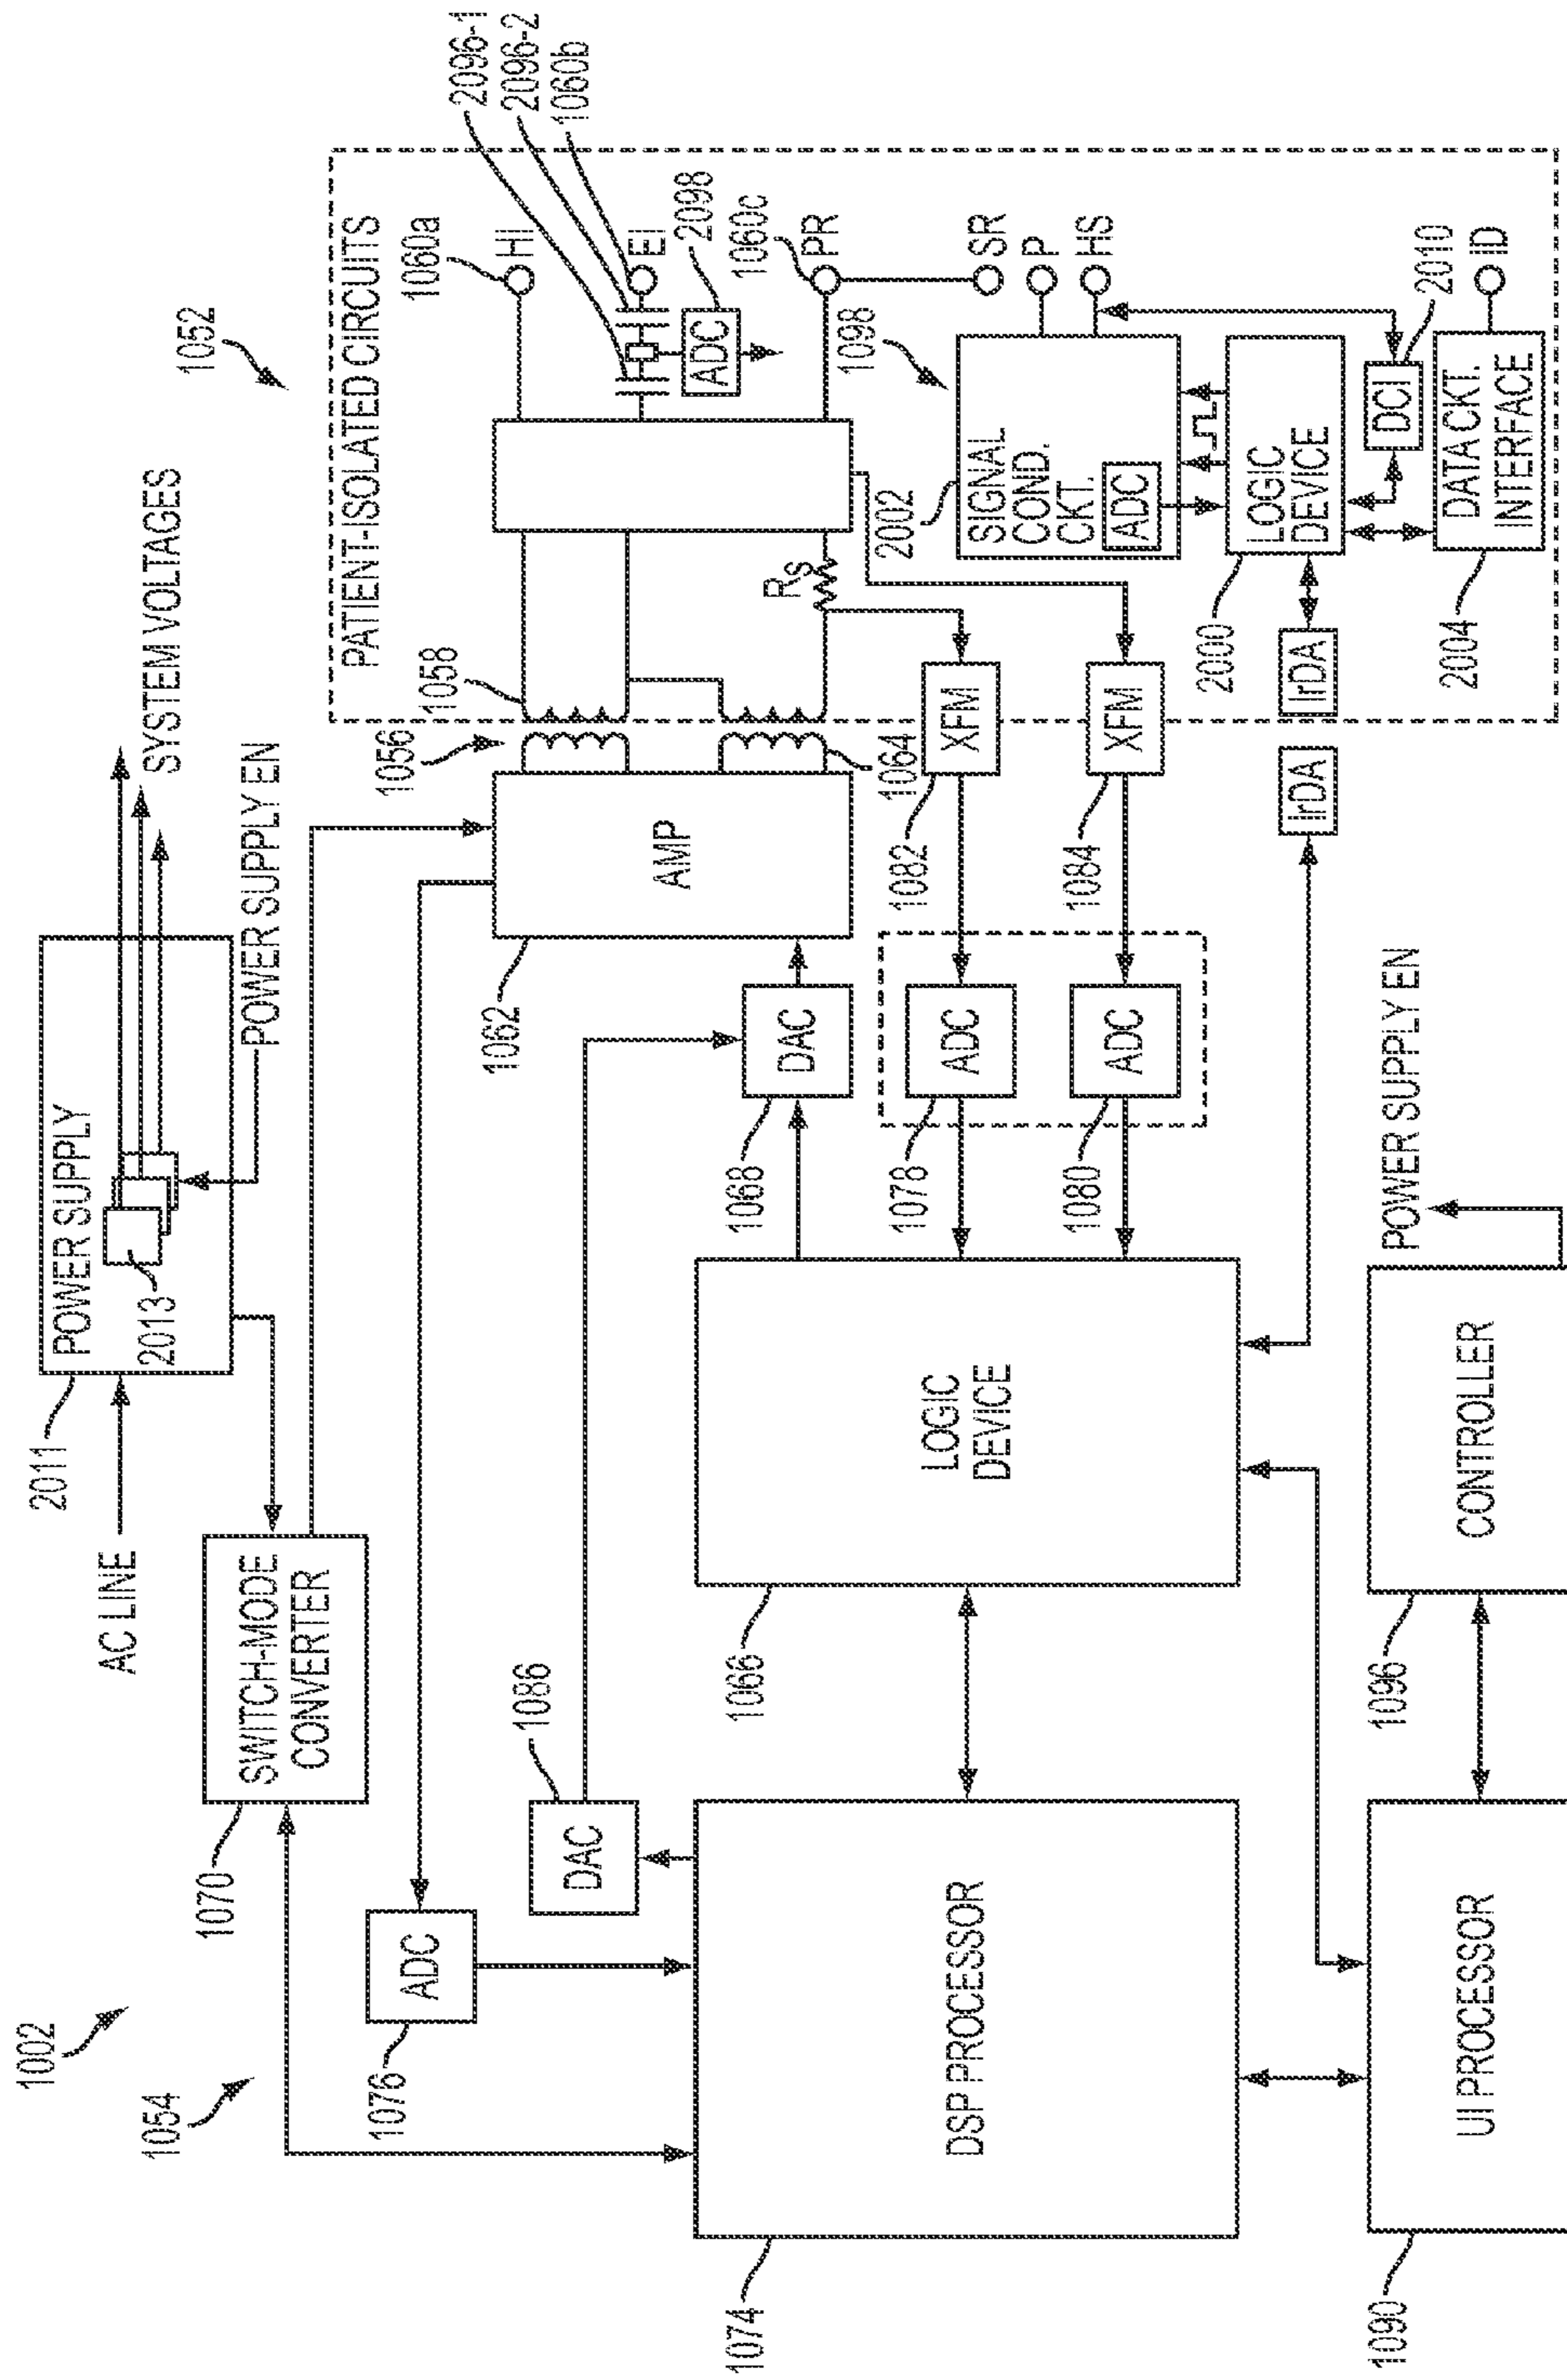 1002
1054
1052
AC LINE
2011
POWER SUPPLY
2013
SYSTEM VOLTAGES
POWER SUPPLY EN
1070
SWITCH-MODE
CONVERTER
1076
ADC
1086
DAC
1062
AMP
1056
1058
1064
PATIENT-ISOLATED CIRCUITS
1060a
HI
2096-1
2096-2
1060b
EI
2098
ADC
1060c
PR
RS
SR
P
HS
1068
DAC
1078
ADC
1080
ADC
1082
XFM
1084
XFM
1098
2002
SIGNAL
COND.
CKT.
ADC
2000
LOGIC
DEVICE
DCI
2010
2004
DATA CKT.
INTERFACE
ID
IrDA
IrDA
1074
DSP PROCESSOR
1066
LOGIC
DEVICE
1090
UI PROCESSOR
1096
CONTROLLER
POWER SUPPLY EN